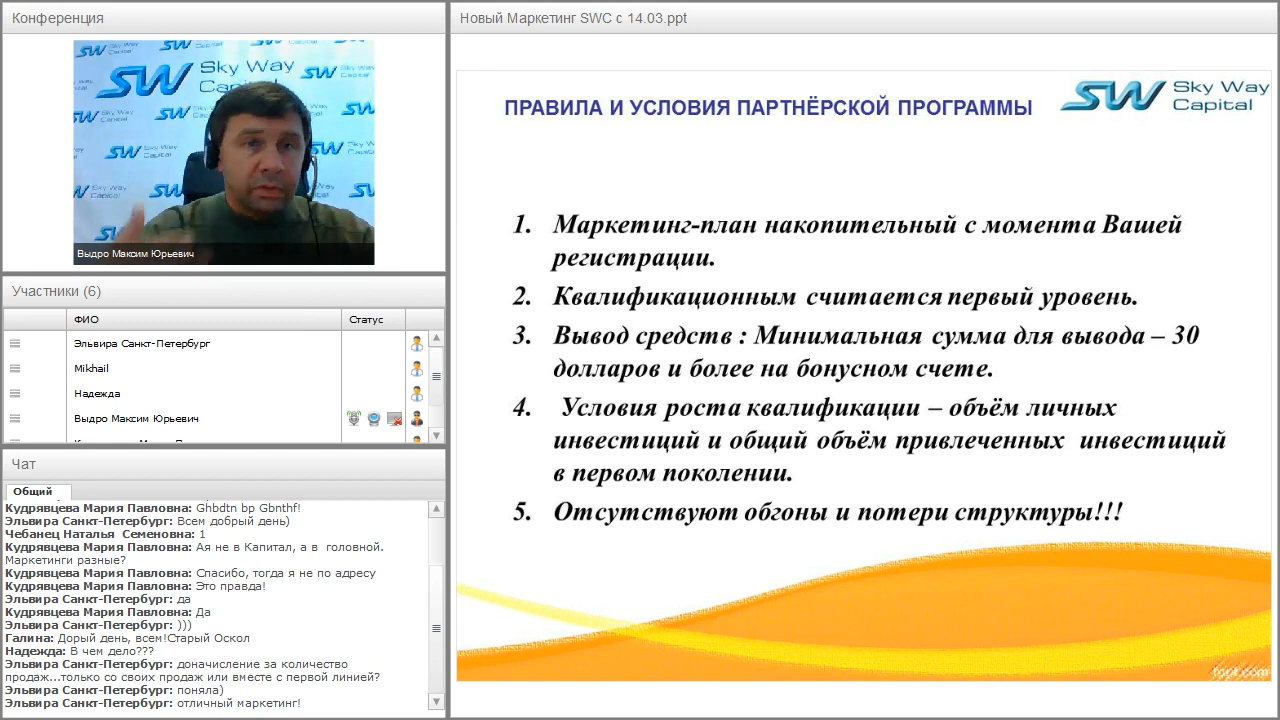 Конференция
SW Sky Way Capital
Выдро Максим Юрьевич
Участники (6)
ФИО
Статус
Эльвира Санкт-Петербург
Mikhail
Надежда
Выдро Максим Юрьевич
Чат
Общий
Кудрявцева Мария Павловна: Ghbdtn bp Gbnthf!
Эльвира Санкт-Петербург: Всем добрый день)
Чебанец Наталья Семеновна: 1
Кудрявцева Мария Павловна: Ая не в Капитал, а в головной.
Маркетинги разные?
Кудрявцева Мария Павловна: Спасибо, тогда я не по адресу
Кудрявцева Мария Павловна: Это правда!
Эльвира Санкт-Петербург: да
Кудрявцева Мария Павловна: Да
Эльвира Санкт-Петербург: )))
Галина: Дорый день, всем!Старый Оскол
Надежда: В чем дело???
Эльвира Санкт-Петербург: доначисление за количество
продаж...только со своих продаж или вместе с первой линией?
Эльвира Санкт-Петербург: поняла)
Эльвира Санкт-Петербург: отличный маркетинг!
Новый Маркетинг SWC с 14.03.ppt
ПРАВИЛА И УСЛОВИЯ ПАРТНЁРСКОЙ ПРОГРАММЫ
SW Sky Way
Capital
1. Маркетинг-план накопительный с момента Вашей
регистрации.
2. Квалификационным считается первый уровень.
3. Вывод средств : Минимальная сумма для вывода – 30
долларов и более на бонусном счете.
4. Условия роста квалификации – объём личных
инвестиций и общий объём привлеченных инвестиций
в первом поколении.
5. Отсутствуют обгоны и потери структуры!!!